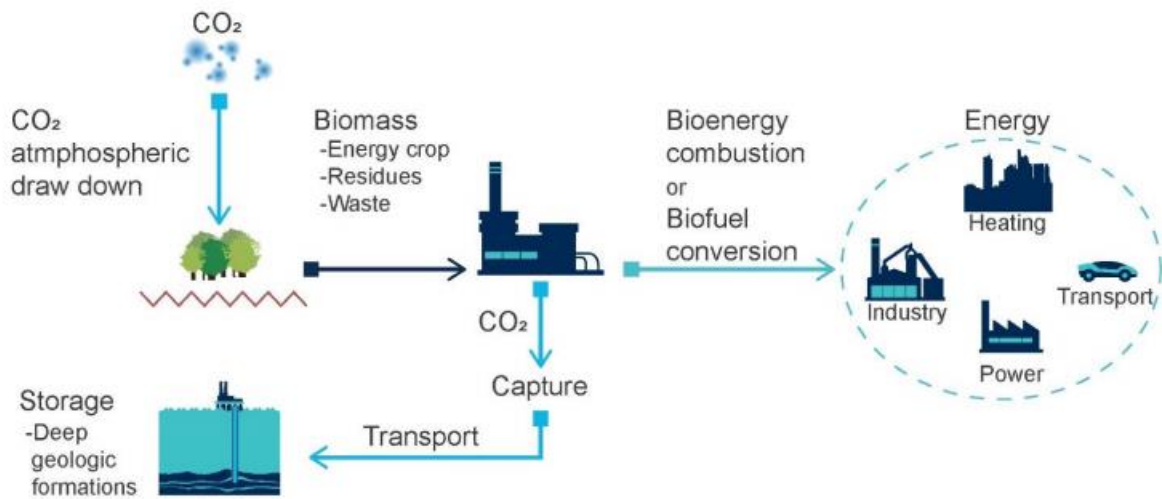 CO₂
CO₂
atmphospheric
draw down
Biomass
-Energy crop
-Residues
-Waste
Bioenergy
combustion
or
Biofuel
conversion
Energy
Heating
Industry
Transport
Power
CO₂
Capture
Transport
Storage
-Deep
geologic
formations